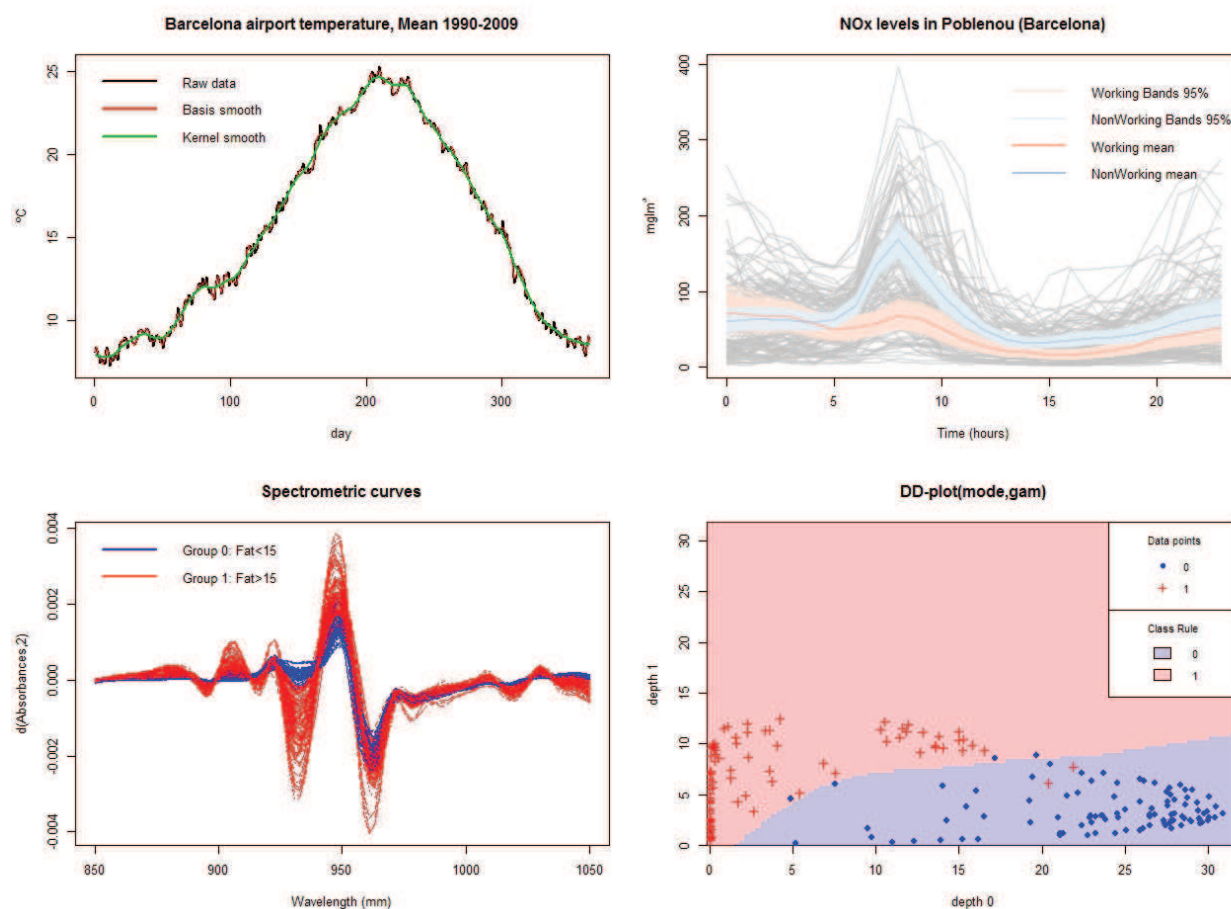 Barcelona airport temperature, Mean 1990-2009
Raw data
Basis smooth
Kernel smooth
ºC
25
20
15
10
0 100 200 300
day
NOx levels in Poblenou (Barcelona)
Working Bands 95%
NonWorking Bands 95%
Working mean
NonWorking mean
400
300
200
100
0
0 5 10 15 20
Time (hours)
Spectrometric curves
Group 0: Fat<15
Group 1: Fat>15
d(Absorbances,2)
0.004
0.002
0.000
-0.002
-0.004
850 900 950 1000 1050
Wavelength (mm)
DD-plot(mode,gam)
Data points
0
1
Class Rule
0
1
depth 1
30
25
20
15
10
5
0
0 5 10 15 20 25 30
depth 0